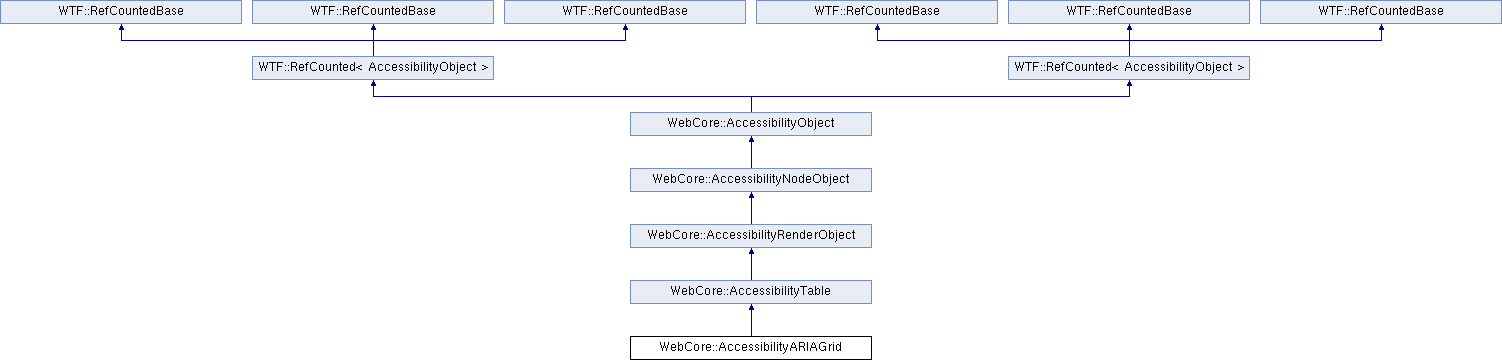 WTF::RefCountedBase
WTF::RefCountedBase
WTF::RefCountedBase
WTF::RefCountedBase
WTF::RefCountedBase
WTF::RefCountedBase
WTF::RefCounted< AccessibilityObject >
WTF::RefCounted< AccessibilityObject >
WebCore::AccessibilityObject
WebCore::AccessibilityNodeObject
WebCore::AccessibilityRenderObject
WebCore::AccessibilityTable
WebCore::AccessibilityARIAGrid